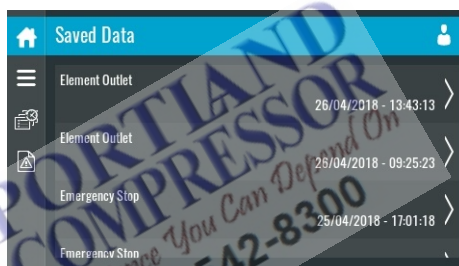 Saved Data
Element Outlet
26/04/2018 - 13:43:13
Element Outlet
26/04/2018 - 09:25:23
Emergency Stop
25/04/2018 - 17:01:18
Emergency Stop
PORTLAND
COMPRESSOR
You Can Depend On
542-8300